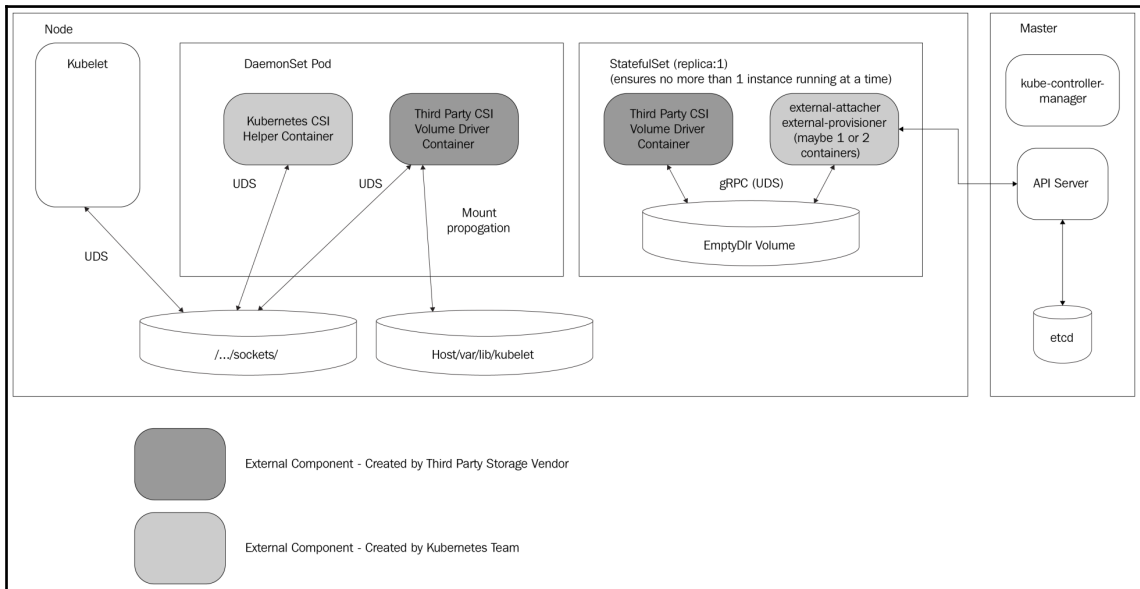 Node
Kubelet
DaemonSet Pod
Kubernetes CSI
Helper Container
Third Party CSI
Volume Driver
Container
UDS
UDS
Mount
propogation
UDS
/.../sockets/
Host/var/lib/kubelet
StatefulSet (replica:1)
(ensures no more than 1 instance running at a time)
Third Party CSI
Volume Driver
Container
external-attacher
external-provisioner
(maybe 1 or 2
containers)
gRPC (UDS)
EmptyDlr Volume
Master
kube-controller-
manager
API Server
etcd
External Component - Created by Third Party Storage Vendor
External Component - Created by Kubernetes Team